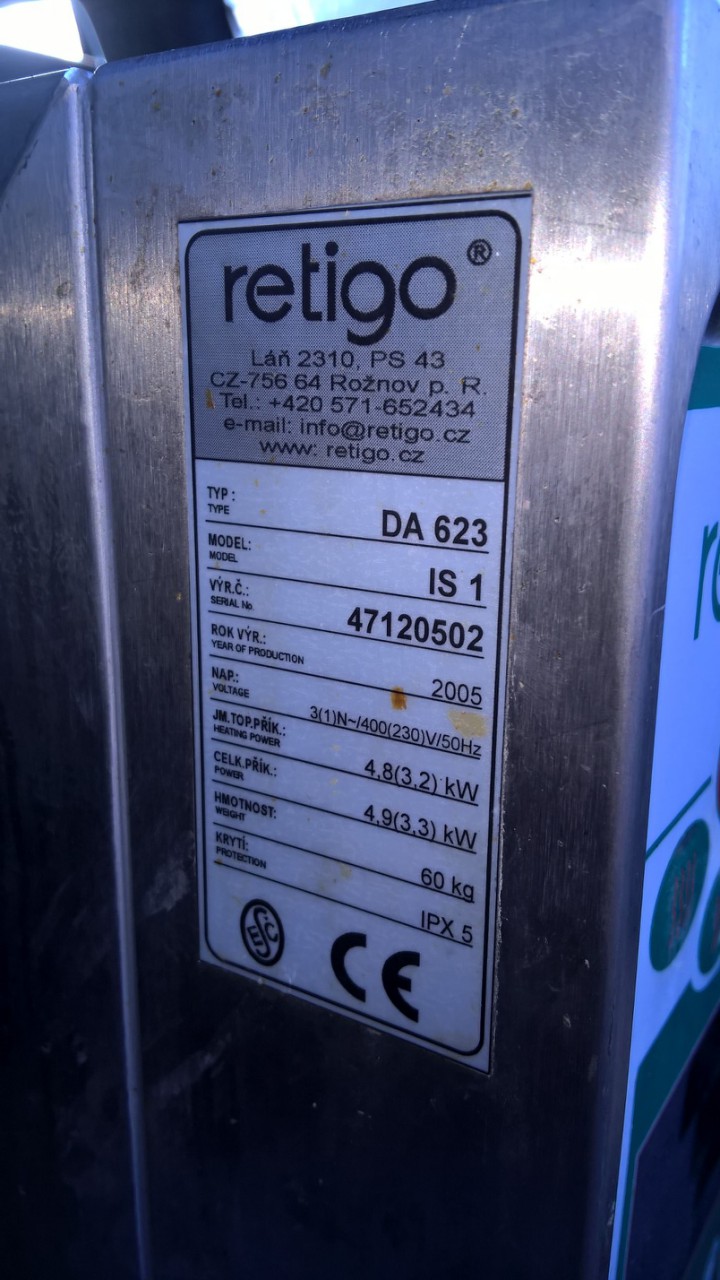 retigo®
Láň 2310, PS 43
CZ-756 64 Rožnov p. R.
Tel.: +420 571-652434
e-mail: info@retigo.cz
www: retigo.cz
TYP :
TYPE
DA 623
MODEL:
MODEL
IS 1
VÝR.Č.:
SERIAL No.
47120502
ROK VÝR.:
YEAR OF PRODUCTION
2005
NAP.:
VOLTAGE
3(1)N~/400(230)V/50Hz
JM.TOP.PŘÍK.:
HEATING POWER
4,8(3,2) kW
CELK.PŘÍK.:
POWER
4,9(3,3) kW
HMOTNOST:
WEIGHT
60 kg
KRYTÍ:
PROTECTION
IPX 5
ESČ
CE
re